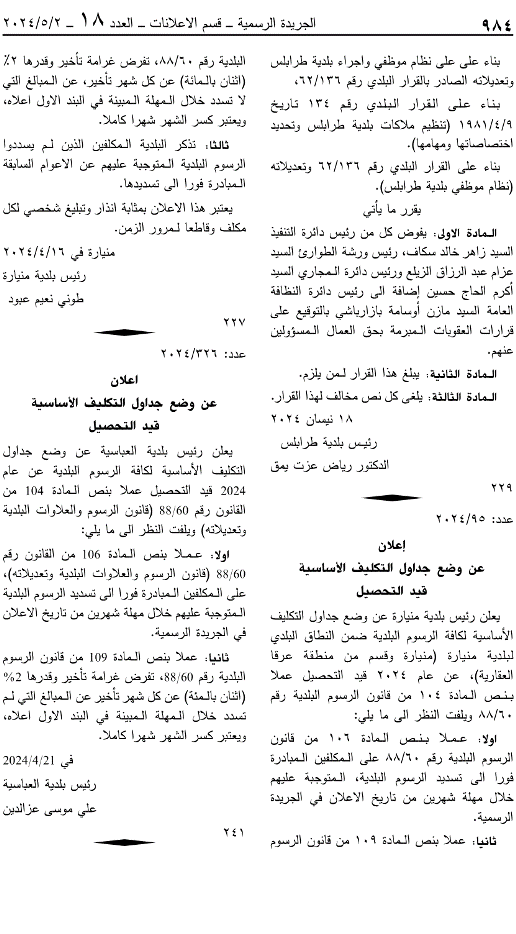 ٩٨٤
الجريدة الرسمية ــ قسم الاعلانات ــ العدد ١٨ ــ ٢٠٢٤/٥/٢
بناء على على نظام موظفي واجراء بلدية طرابلس
وتعديلاته الصادر بالقرار البلدي رقم ٦٢/١٣٦،
بناء على القرار البلدي رقم ١٣٤ تاريخ
١٩٨١/٤/٩ (تنظيم ملاكات بلدية طرابلس وتحديد
اختصاصاتها ومهامها).
بناء على القرار البلدي رقم ٦٢/١٣٦ وتعديلاته
(نظام موظفي بلدية طرابلس).
يقرر ما يأتي
المادة الاولى: يفوض كل من رئيس دائرة التنفيذ
السيد زاهر خالد سكاف، رئيس ورشة الطوارئ السيد
عزام عبد الرزاق الزيلع ورئيس دائرة المجاري السيد
أكرم الحاج حسين إضافة الى رئيس دائرة النظافة
العامة السيد مازن أوسامة بازارباشي بالتوقيع على
قرارات العقوبات المبرمة بحق العمال المسؤولين
عنهم.
المادة الثانية: يبلغ هذا القرار لمن يلزم.
المادة الثالثة: يلغى كل نص مخالف لهذا القرار.
١٨ نيسان ٢٠٢٤
رئيس بلدية طرابلس
الدكتور رياض عزت يمق
٢٢٩
عدد: ٢٠٢٤/٩٥
إعلان
عن وضع جداول التكليف الأساسية
قيد التحصيل
يعلن رئيس بلدية منيارة عن وضع جداول التكليف
الأساسية لكافة الرسوم البلدية ضمن النطاق البلدي
لبلدية منيارة (منيارة وقسم من منطقة عرقا
العقارية)، عن عام ٢٠٢٤ قيد التحصيل عملا
بنص المادة ١٠٤ من قانون الرسوم البلدية رقم
٨٨/٦٠ ويلفت النظر الى ما يلي:
اولا: عملا بنص المادة ١٠٦ من قانون
الرسوم البلدية رقم ٨٨/٦٠ على المكلفين المبادرة
فورا الى تسديد الرسوم البلدية، المتوجبة عليهم
خلال مهلة شهرين من تاريخ الاعلان في الجريدة
الرسمية.
ثانيا: عملا بنص المادة ١٠٩ من قانون الرسوم
البلدية رقم ٨٨/٦٠، تفرض غرامة تأخير وقدرها ٢٪
(اثنان بالمائة) عن كل شهر تأخير، عن المبالغ التي
لا تسدد خلال المهلة المبينة في البند الاول اعلاه،
ويعتبر كسر الشهر شهرا كاملا.
ثالثا: تذكر البلدية المكلفين الذين لم يسددوا
الرسوم البلدية المتوجبة عليهم عن الاعوام السابقة
المبادرة فورا الى تسديدها.
يعتبر هذا الاعلان بمثابة انذار وتبليغ شخصي لكل
مكلف وقاطعا لمرور الزمن.
منيارة في ٢٠٢٤/٤/١٦
رئيس بلدية منيارة
طوني نعيم عبود
٢٢٧
عدد: ٢٠٢٤/٣٢٦
اعلان
عن وضع جداول التكليف الأساسية
قيد التحصيل
يعلن رئيس بلدية العباسية عن وضع جداول
التكليف الأساسية لكافة الرسوم البلدية عن عام
2024 قيد التحصيل عملا بنص المادة 104 من
القانون رقم 88/60 (قانون الرسوم والعلاوات البلدية
وتعديلاته) ويلفت النظر الى ما يلي:
اولا: عملا بنص المادة 106 من القانون رقم
88/60 (قانون الرسوم والعلاوات البلدية وتعديلاته)،
على المكلفين المبادرة فورا الى تسديد الرسوم البلدية
المتوجبة عليهم خلال مهلة شهرين من تاريخ الاعلان
في الجريدة الرسمية.
ثانيا: عملا بنص المادة 109 من قانون الرسوم
البلدية رقم 88/60، تفرض غرامة تأخير وقدرها 2%
(اثنان بالمئة) عن كل شهر تأخير عن المبالغ التي لم
تسدد خلال المهلة المبينة في البند الاول اعلاه،
ويعتبر كسر الشهر شهرا كاملا.
في 2024/4/21
رئيس بلدية العباسية
علي موسى عزالدين
٢٤١